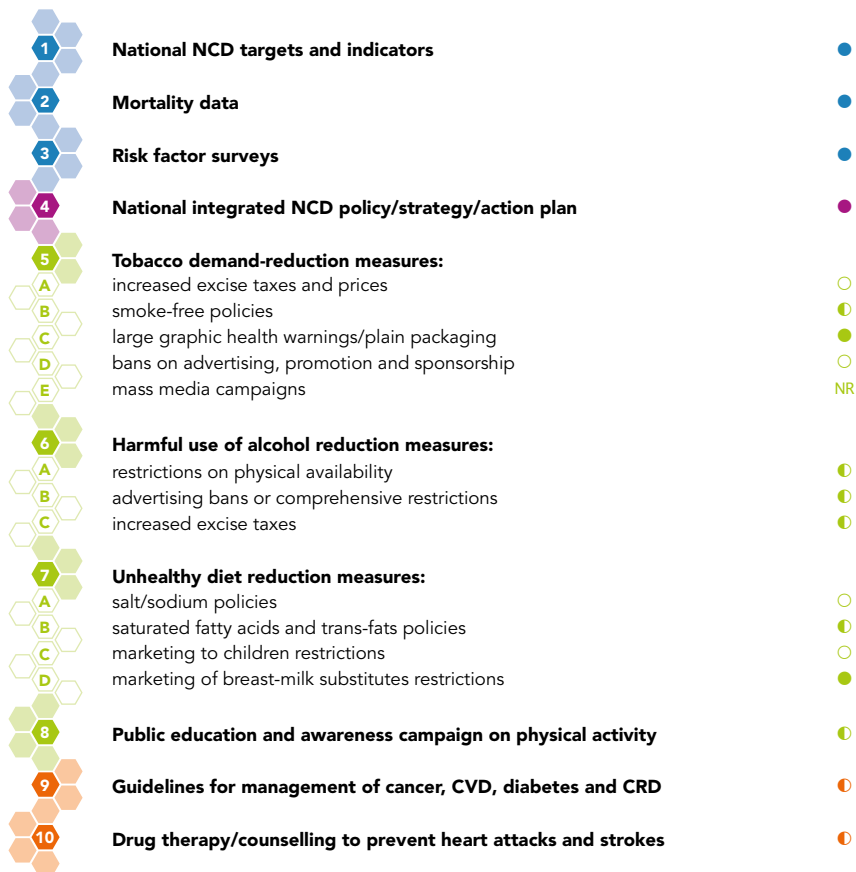 1 National NCD targets and indicators ●
2 Mortality data ●
3 Risk factor surveys ●
4 National integrated NCD policy/strategy/action plan ●
5 Tobacco demand-reduction measures:
A increased excise taxes and prices ○
B smoke-free policies ◐
C large graphic health warnings/plain packaging ●
D bans on advertising, promotion and sponsorship ○
E mass media campaigns NR
6 Harmful use of alcohol reduction measures:
A restrictions on physical availability ◐
B advertising bans or comprehensive restrictions ◐
C increased excise taxes ◐
7 Unhealthy diet reduction measures:
A salt/sodium policies ○
B saturated fatty acids and trans-fats policies ◐
C marketing to children restrictions ○
D marketing of breast-milk substitutes restrictions ●
8 Public education and awareness campaign on physical activity ◐
9 Guidelines for management of cancer, CVD, diabetes and CRD ◐
10 Drug therapy/counselling to prevent heart attacks and strokes ◐